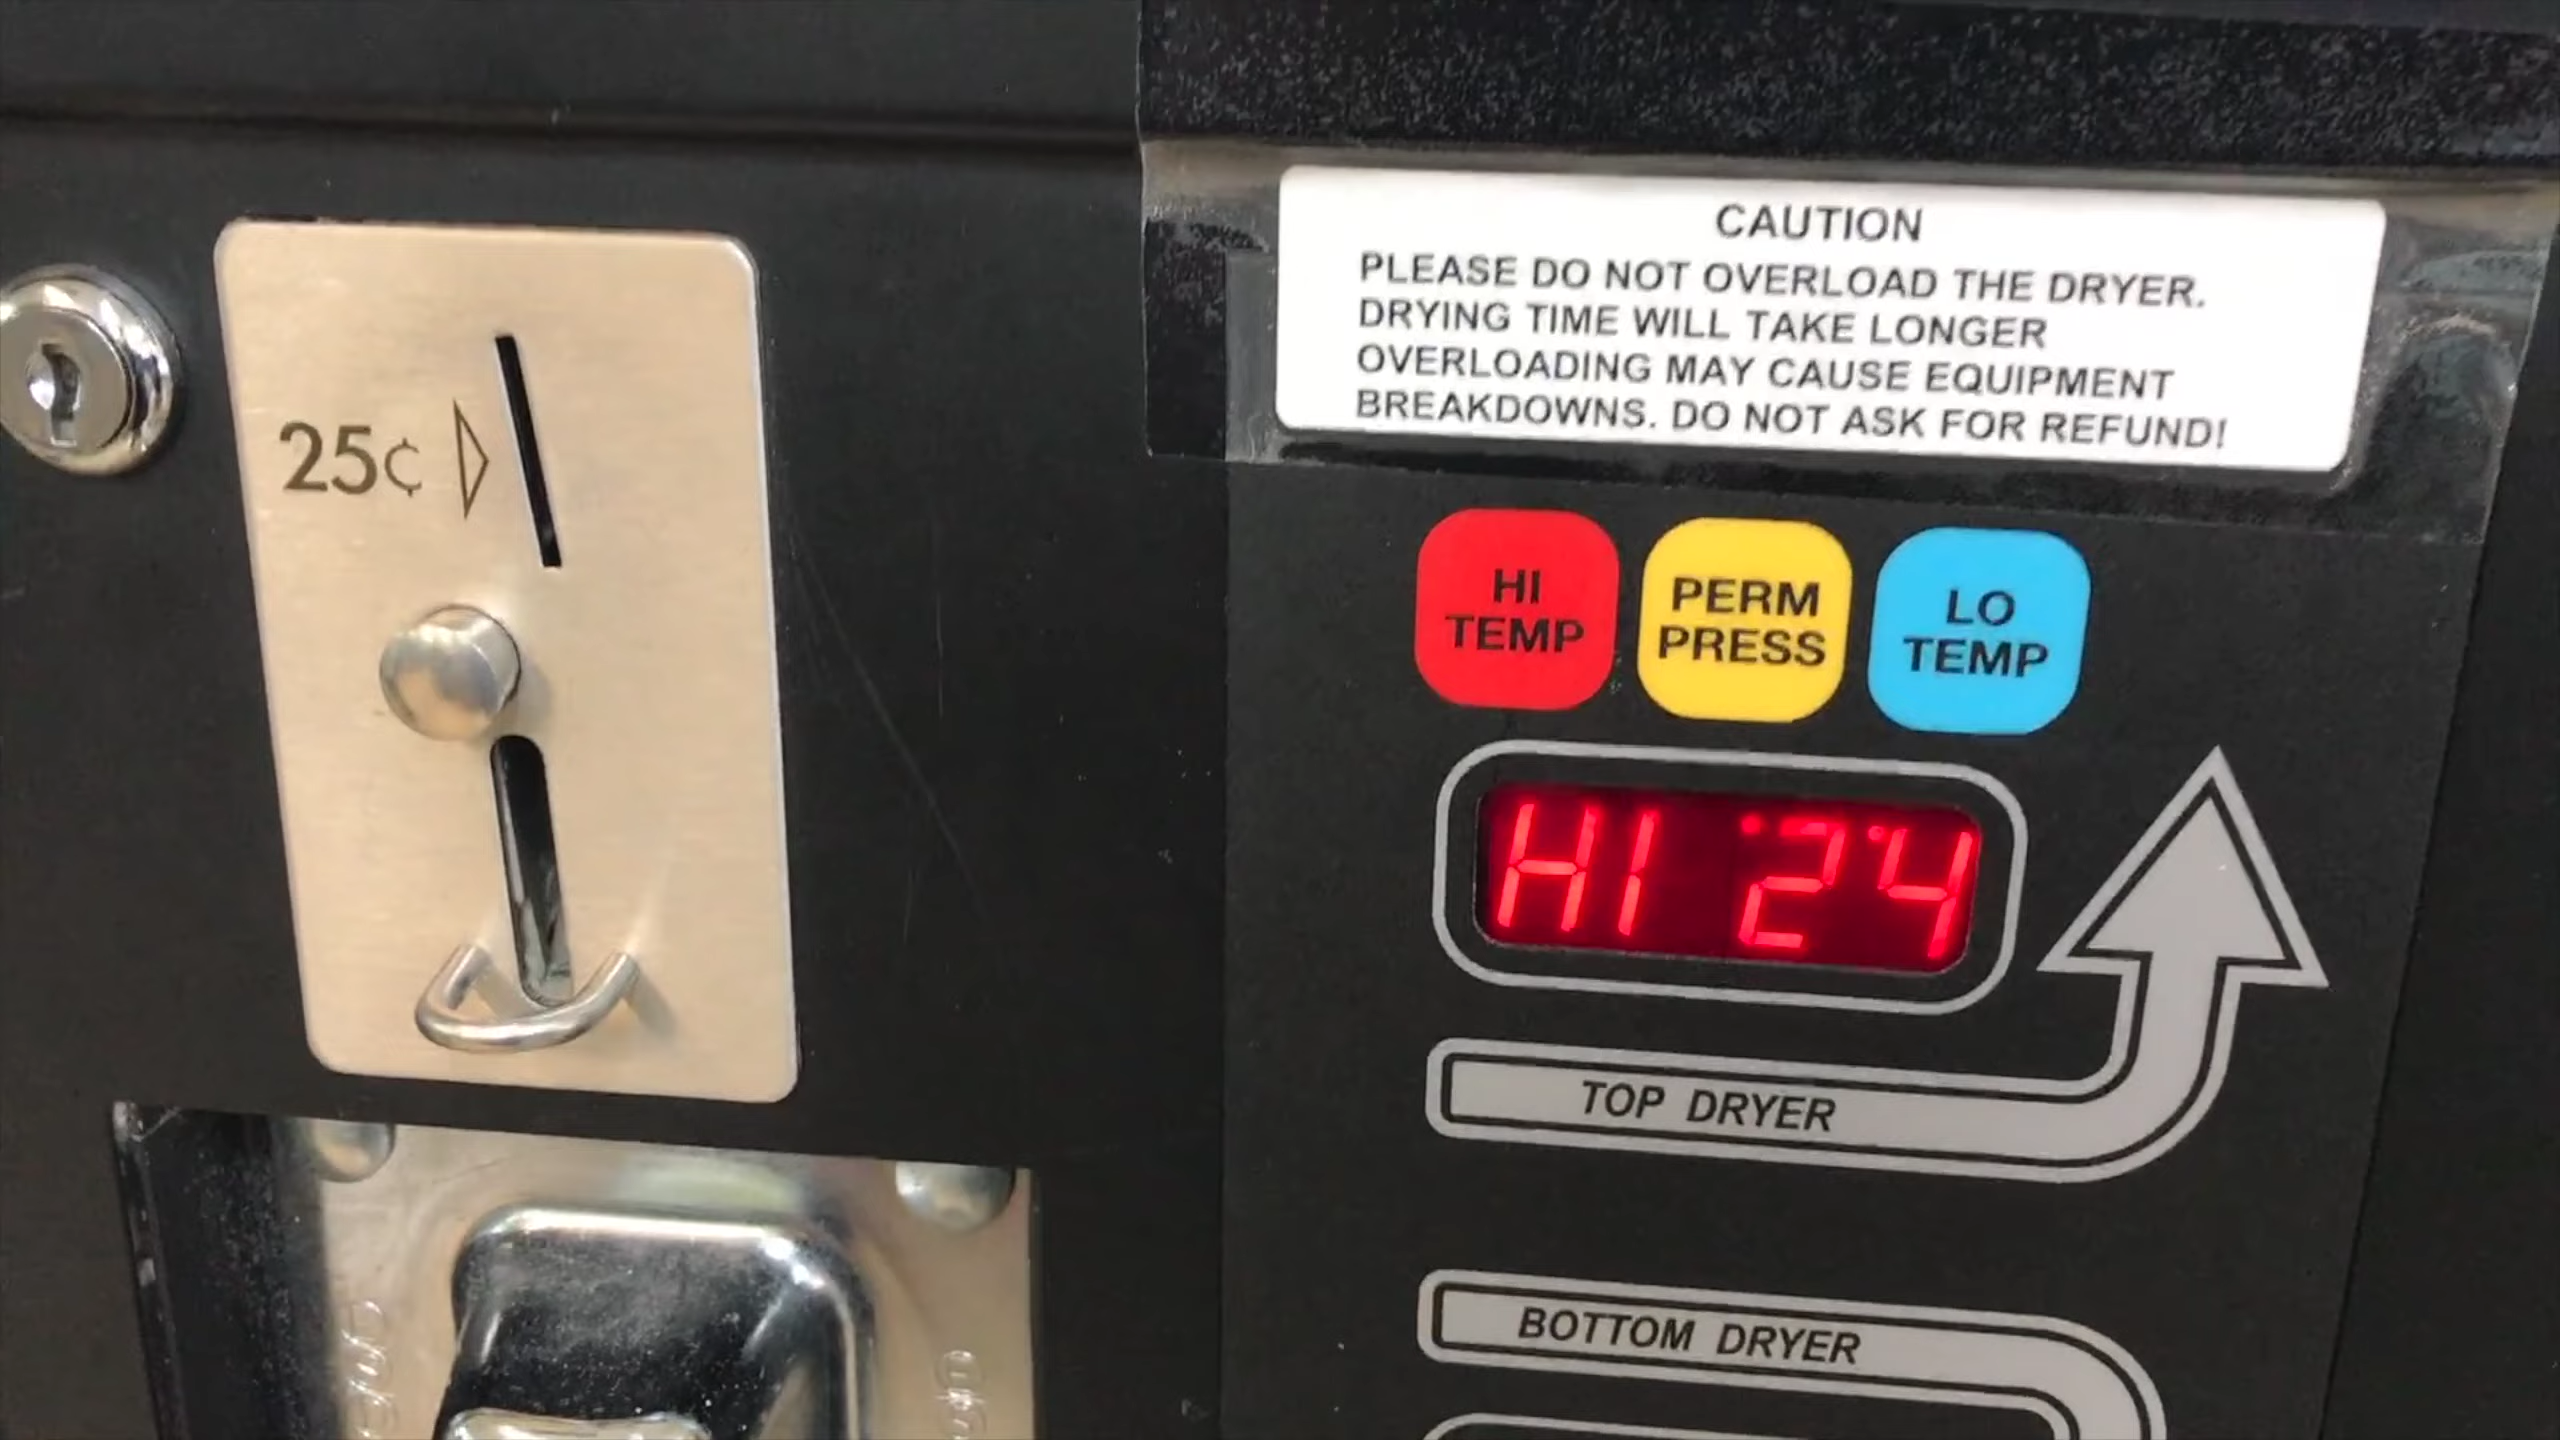 25¢
CAUTION
PLEASE DO NOT OVERLOAD THE DRYER.
DRYING TIME WILL TAKE LONGER
OVERLOADING MAY CAUSE EQUIPMENT
BREAKDOWNS. DO NOT ASK FOR REFUND!
HI
TEMP
PERM
PRESS
LO
TEMP
HI 24
TOP DRYER
BOTTOM DRYER